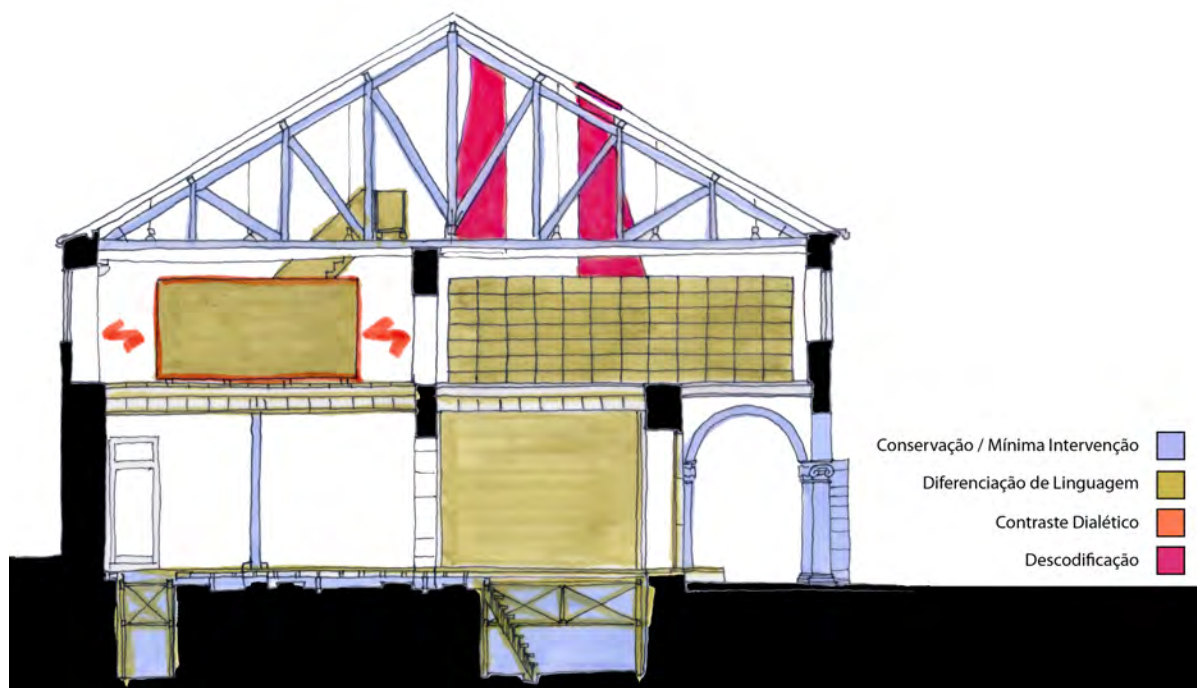 Conservação / Mínima Intervenção
Diferenciação de Linguagem
Contraste Dialético
Descodificação